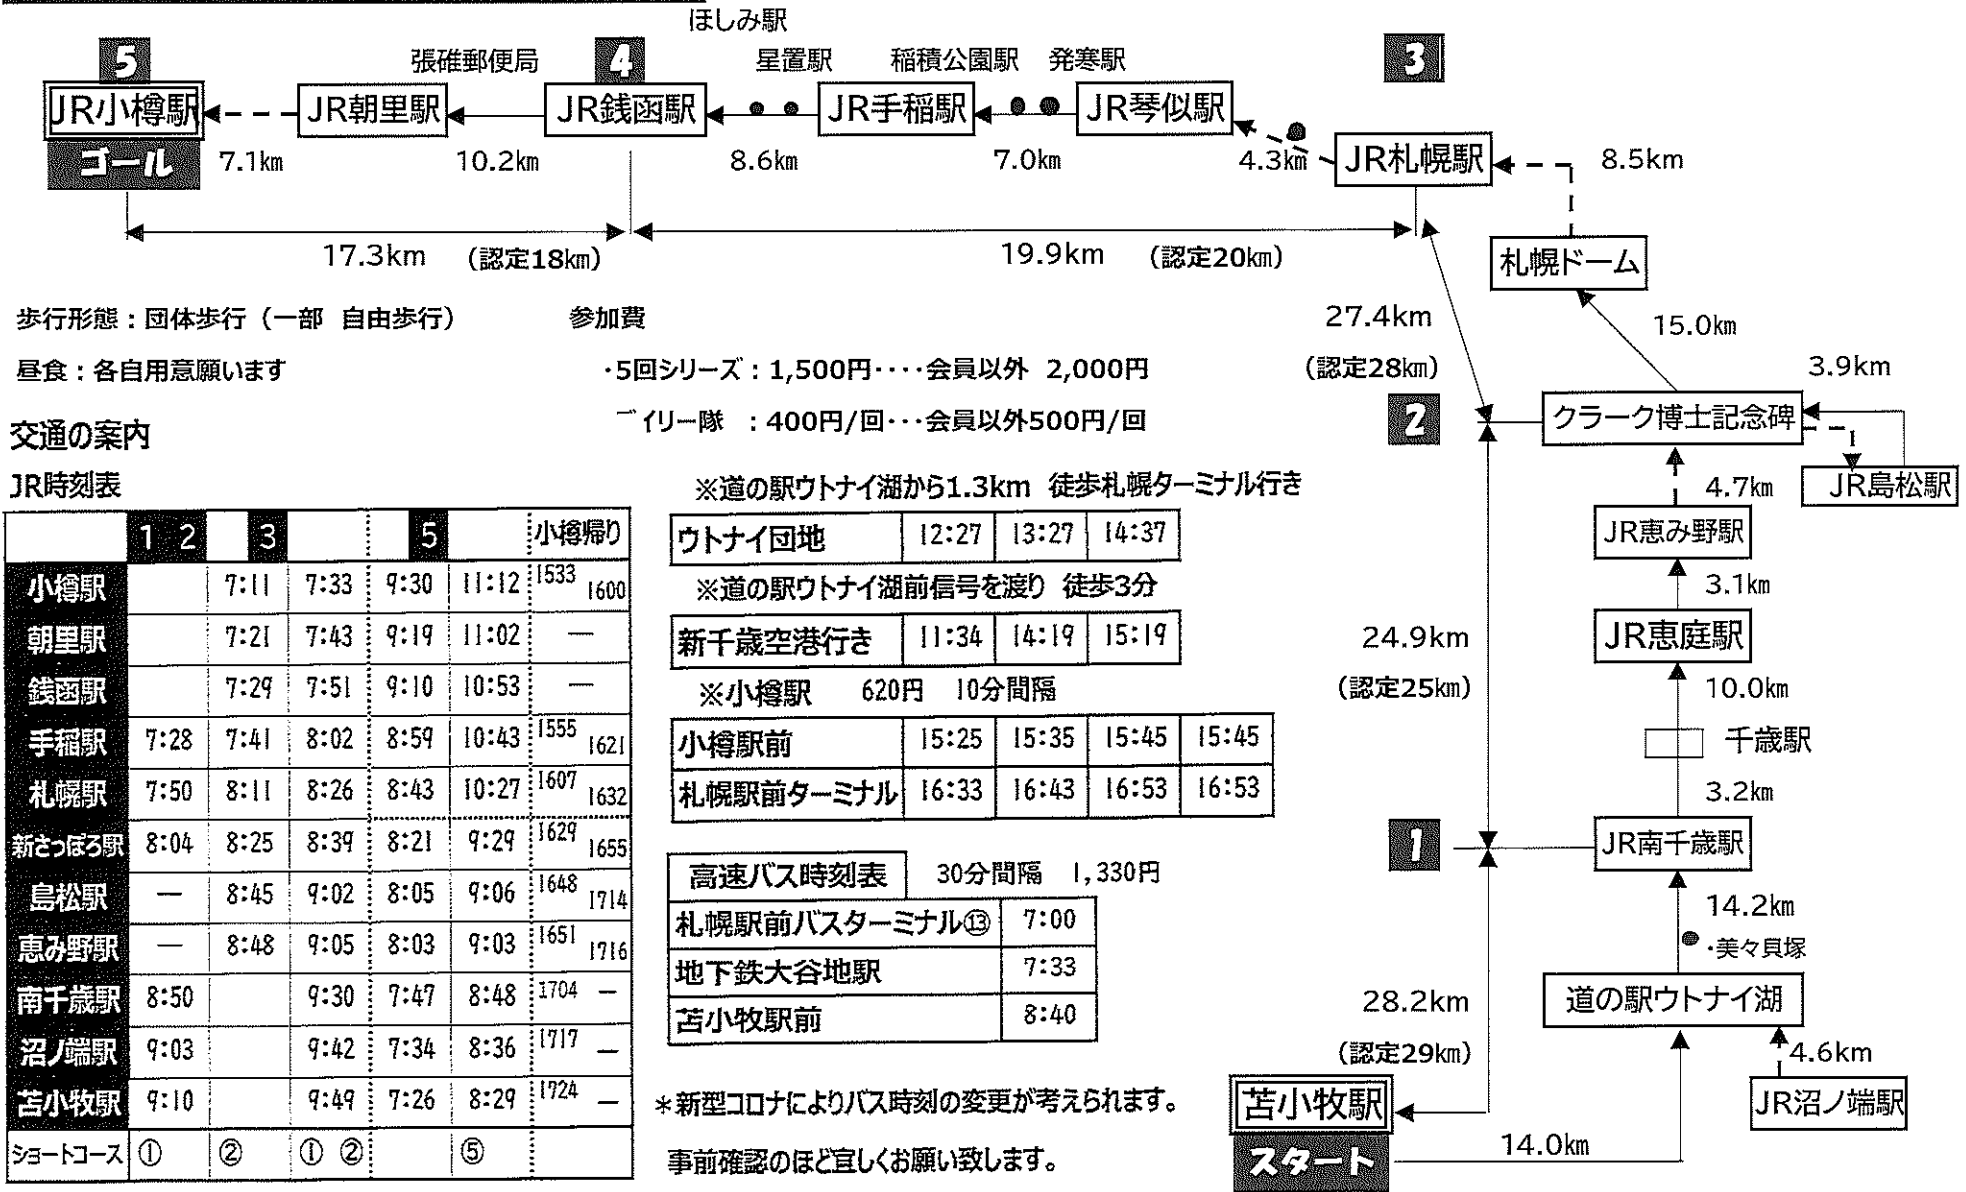 ほしみ駅
5 張碓郵便局 4 星置駅 稲積公園駅 発寒駅 3
JR小樽駅 JR朝里駅 JR銭函駅 JR手稲駅 JR琴似駅
ゴール 7.1km 10.2km 8.6km 7.0km 4.3km JR札幌駅 8.5km
17.3km (認定18km) 19.9km (認定20km) 札幌ドーム
歩行形態:団体歩行(一部 自由歩行) 参加費 27.4km 15.0km
昼食:各自用意願います ・5回シリーズ:1,500円・・・・会員以外 2,000円 (認定28km) 3.9km
イリー隊 :400円/回・・・会員以外500円/回 2 クラーク博士記念碑
交通の案内
JR時刻表
1 2 3 5 小樽帰り
小樽駅 7:11 7:33 9:30 11:12 1533 1600
朝里駅 7:21 7:43 9:19 11:02 —
銭函駅 7:29 7:51 9:10 10:53 —
手稲駅 7:28 7:41 8:02 8:59 10:43 1555 1621
札幌駅 7:50 8:11 8:26 8:43 10:27 1607 1632
新さっぽろ駅 8:04 8:25 8:39 8:21 9:29 1629 1655
島松駅 — 8:45 9:02 8:05 9:06 1648 1714
恵み野駅 — 8:48 9:05 8:03 9:03 1651 1716
南千歳駅 8:50 9:30 7:47 8:48 1704 —
沼ノ端駅 9:03 9:42 7:34 8:36 1717 —
苫小牧駅 9:10 9:49 7:26 8:29 1724 —
ショートコース ① ② ① ② ⑤
※道の駅ウトナイ湖から1.3km 徒歩札幌ターミナル行き
ウトナイ団地 12:27 13:27 14:37
※道の駅ウトナイ湖前信号を渡り 徒歩3分
新千歳空港行き 11:34 14:19 15:19
※小樽駅 620円 10分間隔
小樽駅前 15:25 15:35 15:45 15:45
札幌駅前ターミナル 16:33 16:43 16:53 16:53
高速バス時刻表 30分間隔 1,330円
札幌駅前バスターミナル⑬ 7:00
地下鉄大谷地駅 7:33
苫小牧駅前 8:40
*新型コロナによりバス時刻の変更が考えられます。
事前確認のほど宜しくお願い致します。
JR島松駅
4.7km
JR恵み野駅
3.1km
24.9km JR恵庭駅
(認定25km) 10.0km
千歳駅
3.2km
1 JR南千歳駅
14.2km
・美々貝塚
28.2km 道の駅ウトナイ湖
(認定29km) 4.6km
苫小牧駅 JR沼ノ端駅
スタート 14.0km